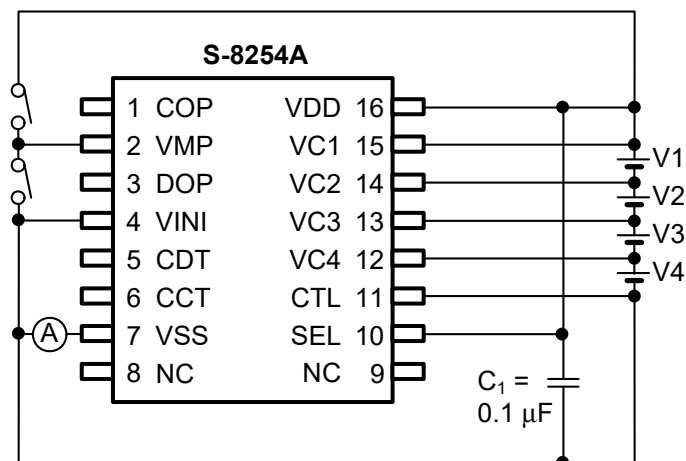 S-8254A
1 COP VDD 16
2 VMP VC1 15
3 DOP VC2 14
4 VINI VC3 13
5 CDT VC4 12
6 CCT CTL 11
7 VSS SEL 10
8 NC NC 9
A
V1
V2
V3
V4
C₁ =
0.1 μF